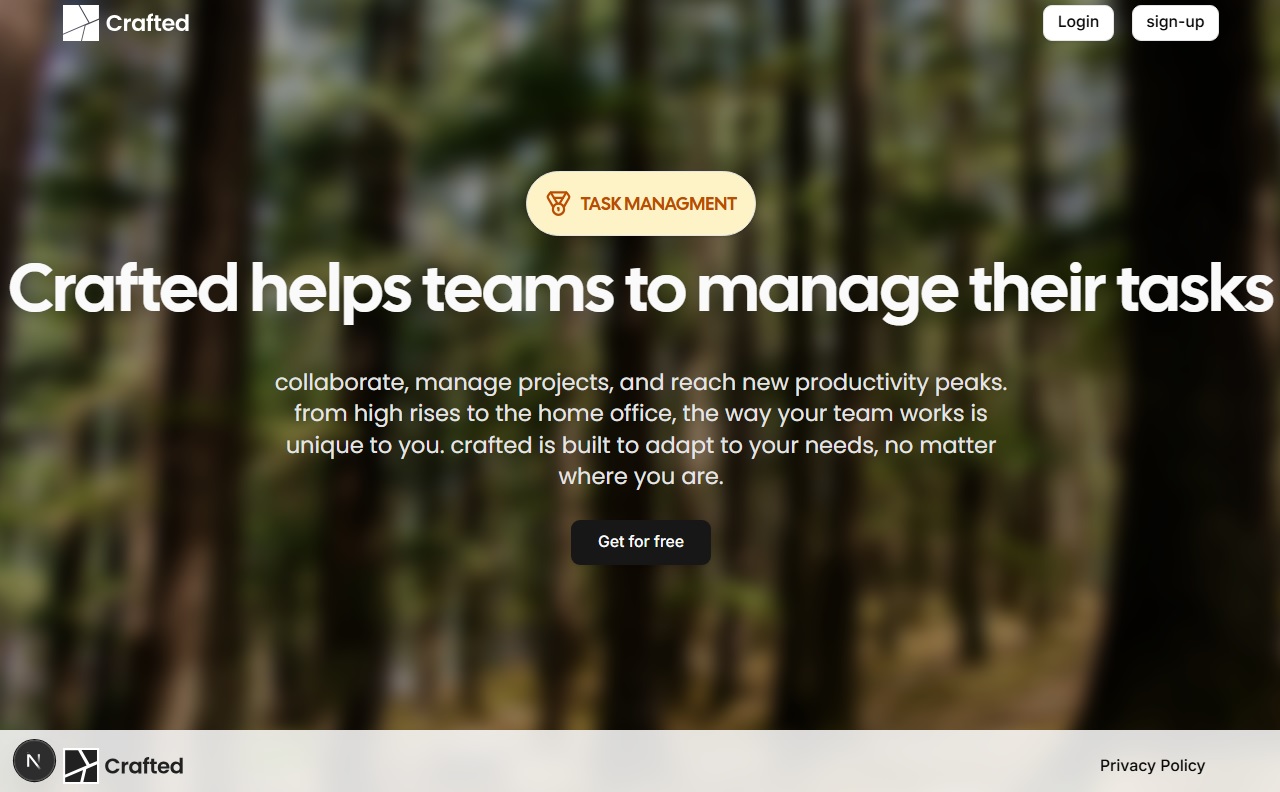 Crafted
Login
sign-up
TASK MANAGMENT
Crafted helps teams to manage their tasks
collaborate, manage projects, and reach new productivity peaks.
from high rises to the home office, the way your team works is
unique to you. crafted is built to adapt to your needs, no matter
where you are.
Get for free
N
Crafted
Privacy Policy